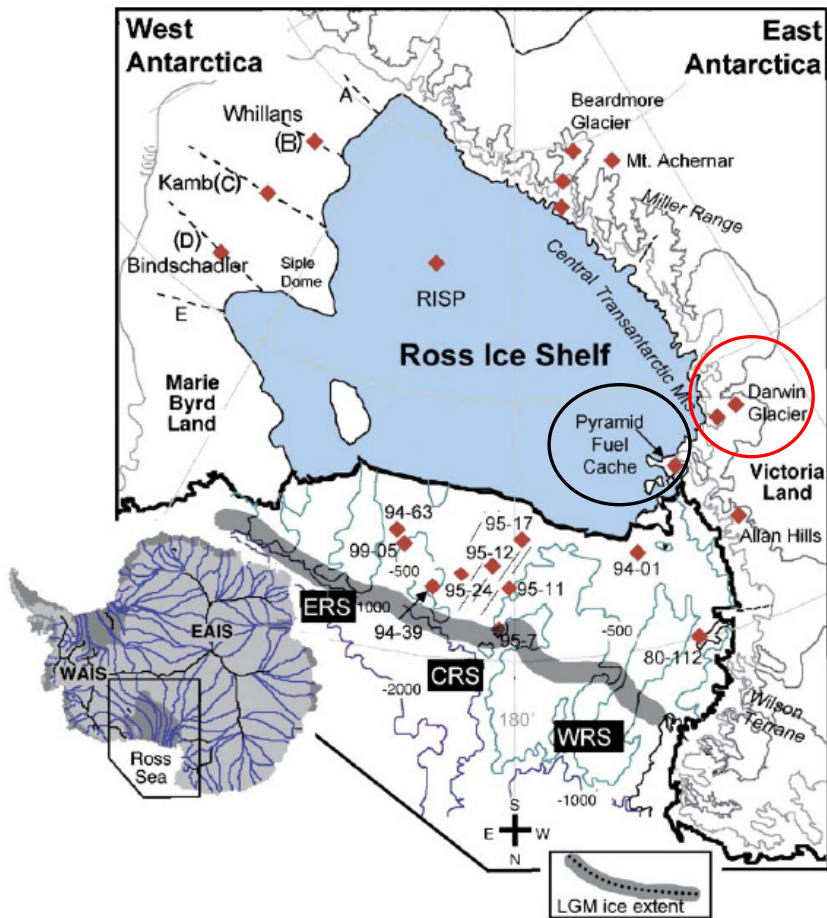 West
Antarctica
East
Antarctica
A
Whillans
(B)
Beardmore
Glacier
Mt. Achernar
Kamb(C)
Miller Range
(D)
Bindschadler
Siple
Dome
RISP
Central Transantarctic Mts
E
Ross Ice Shelf
Marie
Byrd
Land
Darwin
Glacier
Pyramid
Fuel
Cache
Victoria
Land
94-63
95-17
Allan Hills
99-05
95-12
-500
94-01
95-24
95-11
ERS
1000
94-39
-500
95-7
80-112
EAIS
WAIS
CRS
-2000
180°
WRS
Wilson
Terrane
Ross
Sea
-1000
S
E W
N
LGM ice extent